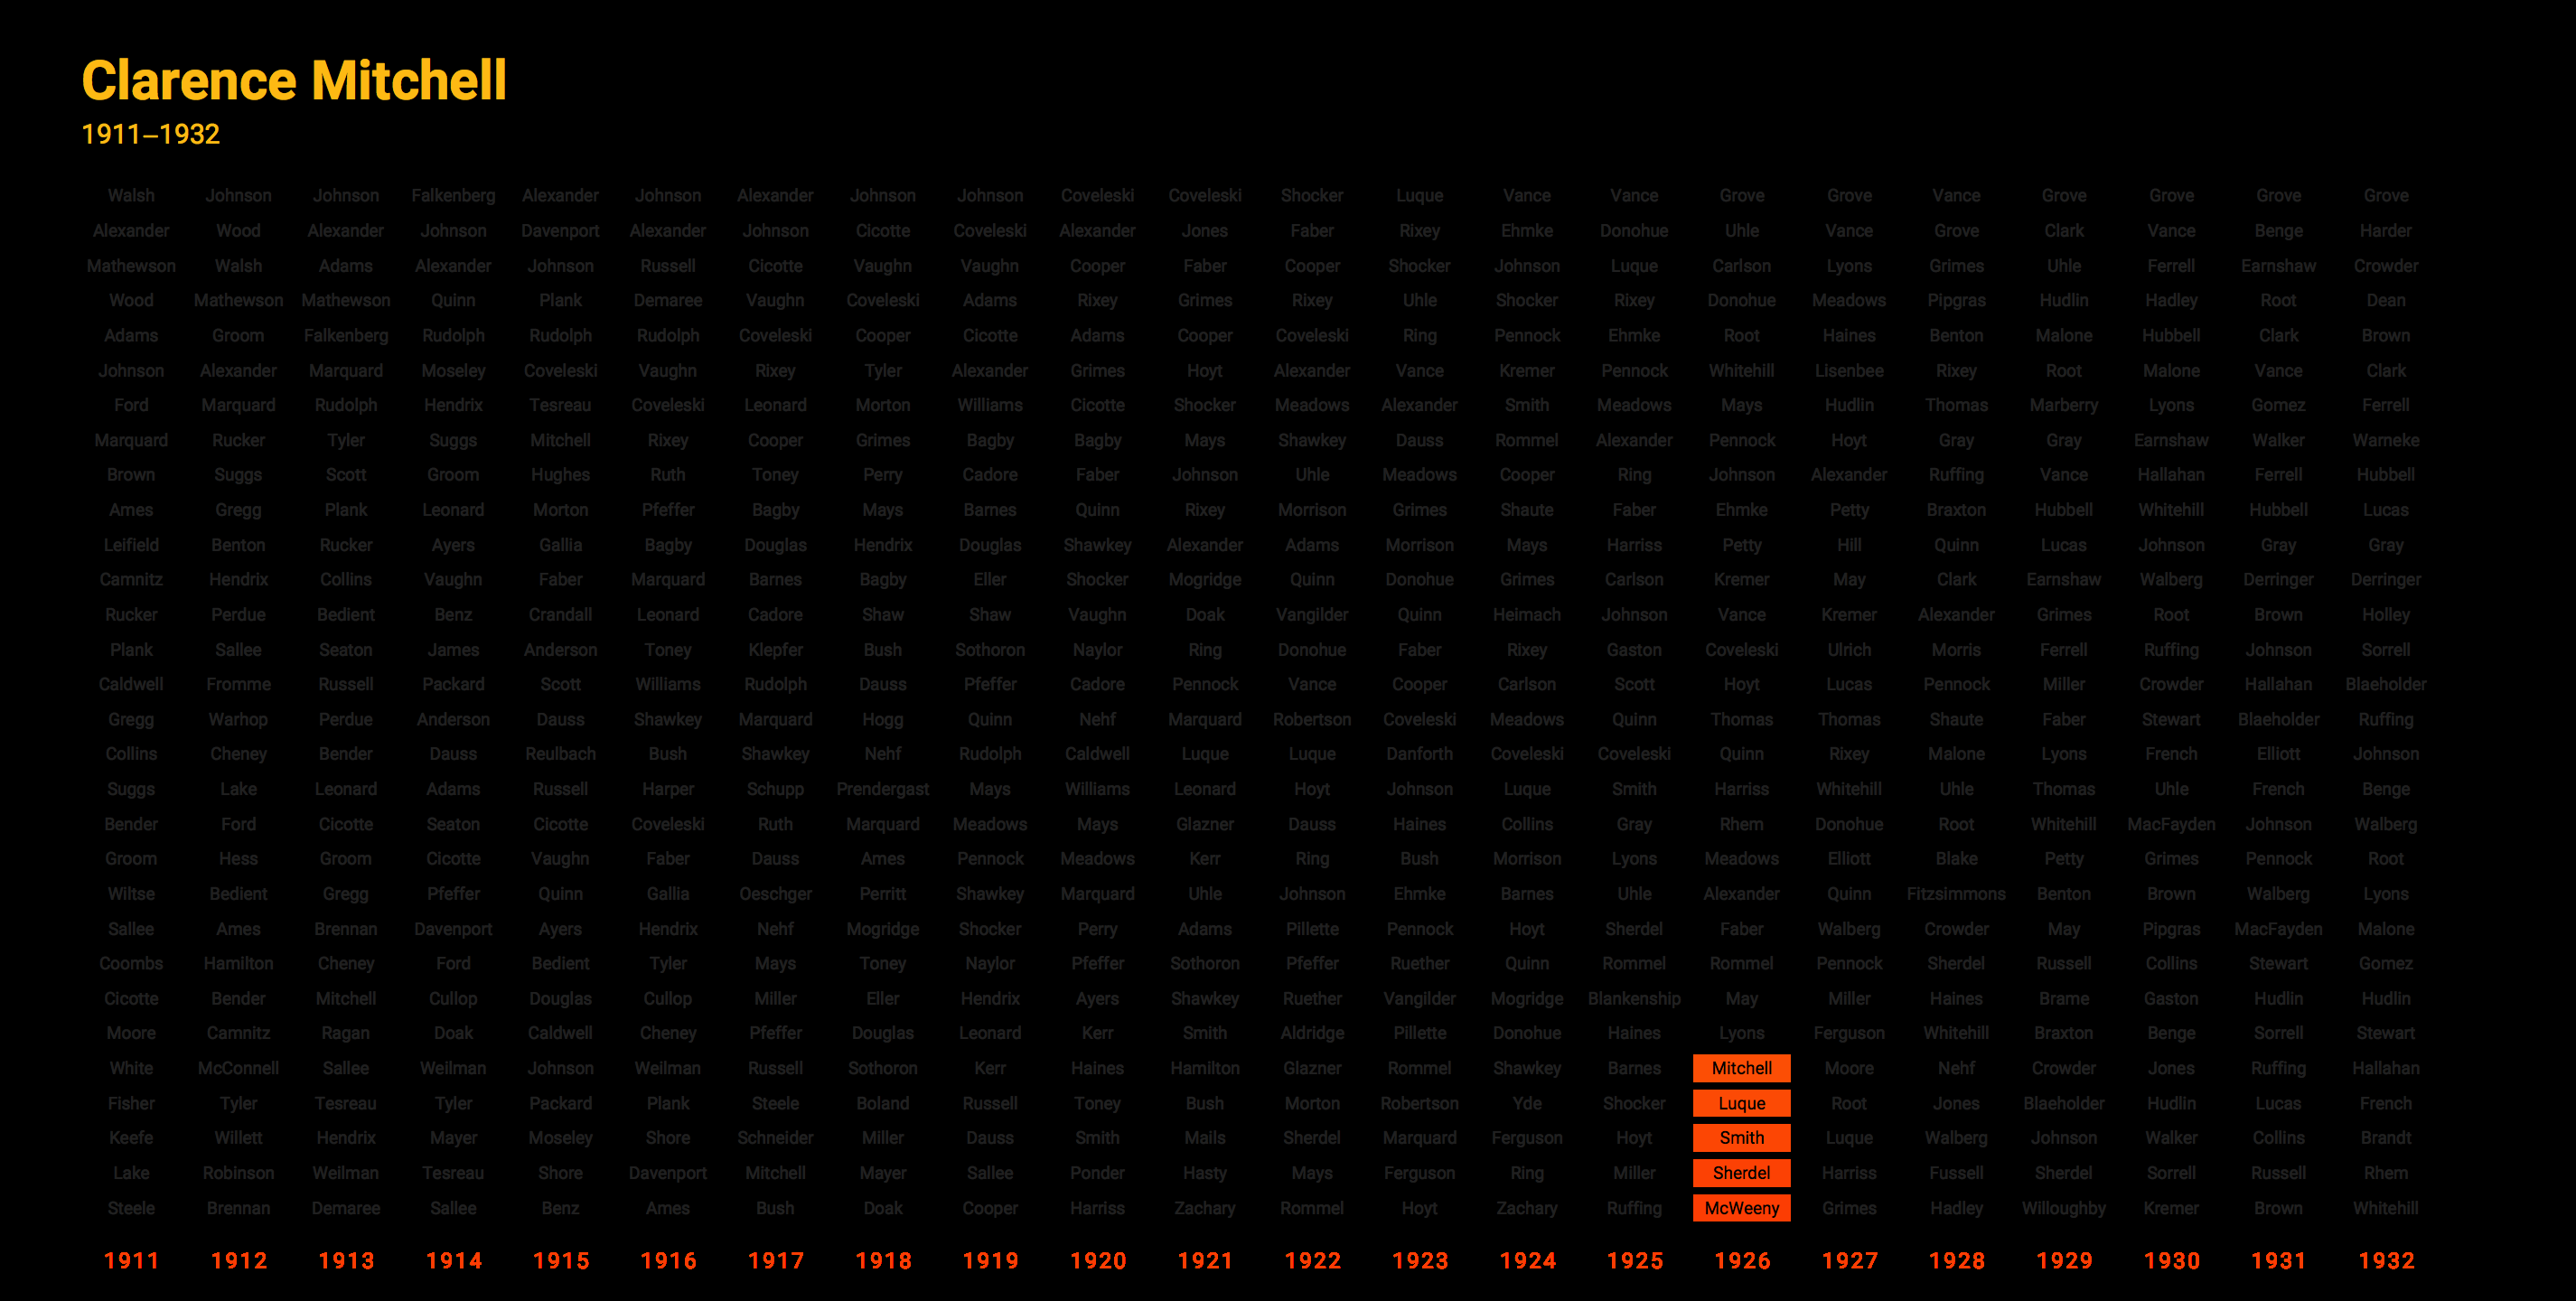 Clarence Mitchell
1911–1932
Walsh Johnson Johnson Falkenberg Alexander Johnson Alexander Johnson Johnson Coveleski Coveleski Shocker Luque Vance Vance Grove Grove Vance Grove Grove Grove Grove
Alexander Wood Alexander Johnson Davenport Alexander Johnson Cicotte Coveleski Alexander Jones Faber Rixey Ehmke Donohue Uhle Vance Grove Clark Vance Benge Harder
Mathewson Walsh Adams Alexander Johnson Russell Cicotte Vaughn Vaughn Cooper Faber Cooper Shocker Johnson Luque Carlson Lyons Grimes Uhle Ferrell Earnshaw Crowder
Wood Mathewson Mathewson Quinn Plank Demaree Vaughn Coveleski Adams Rixey Grimes Rixey Uhle Shocker Rixey Donohue Meadows Pipgras Hudlin Hadley Root Dean
Adams Groom Falkenberg Rudolph Rudolph Rudolph Coveleski Cooper Cicotte Adams Cooper Coveleski Ring Pennock Ehmke Root Haines Benton Malone Hubbell Clark Brown
Johnson Alexander Marquard Moseley Coveleski Vaughn Rixey Tyler Alexander Grimes Hoyt Alexander Vance Kremer Pennock Whitehill Lisenbee Rixey Root Malone Vance Clark
Ford Marquard Rudolph Hendrix Tesreau Coveleski Leonard Morton Williams Cicotte Shocker Meadows Alexander Smith Meadows Mays Hudlin Thomas Marberry Lyons Gomez Ferrell
Marquard Rucker Tyler Suggs Mitchell Rixey Cooper Grimes Bagby Bagby Mays Shawkey Dauss Rommel Alexander Pennock Hoyt Gray Gray Earnshaw Walker Warneke
Brown Suggs Scott Groom Hughes Ruth Toney Perry Cadore Faber Johnson Uhle Meadows Cooper Ring Johnson Alexander Ruffing Vance Hallahan Ferrell Hubbell
Ames Gregg Plank Leonard Morton Pfeffer Bagby Mays Barnes Quinn Rixey Morrison Grimes Shaute Faber Ehmke Petty Braxton Hubbell Whitehill Hubbell Lucas
Leifield Benton Rucker Ayers Gallia Bagby Douglas Hendrix Douglas Shawkey Alexander Adams Morrison Mays Harriss Petty Hill Quinn Lucas Johnson Gray Gray
Camnitz Hendrix Collins Vaughn Faber Marquard Barnes Bagby Eller Shocker Mogridge Quinn Donohue Grimes Carlson Kremer May Clark Earnshaw Walberg Derringer Derringer
Rucker Perdue Bedient Benz Crandall Leonard Cadore Shaw Shaw Vaughn Doak Vangilder Quinn Heimach Johnson Vance Kremer Alexander Grimes Root Brown Holley
Plank Sallee Seaton James Anderson Toney Klepfer Bush Sothoron Naylor Ring Donohue Faber Rixey Gaston Coveleski Ulrich Morris Ferrell Ruffing Johnson Sorrell
Caldwell Fromme Russell Packard Scott Williams Rudolph Dauss Pfeffer Cadore Pennock Vance Cooper Carlson Scott Hoyt Lucas Pennock Miller Crowder Hallahan Blaeholder
Gregg Warhop Perdue Anderson Dauss Shawkey Marquard Hogg Quinn Nehf Marquard Robertson Coveleski Meadows Quinn Thomas Thomas Shaute Faber Stewart Blaeholder Ruffing
Collins Cheney Bender Dauss Reulbach Bush Shawkey Nehf Rudolph Caldwell Luque Luque Danforth Coveleski Coveleski Quinn Rixey Malone Lyons French Elliott Johnson
Suggs Lake Leonard Adams Russell Harper Schupp Prendergast Mays Williams Leonard Hoyt Johnson Luque Smith Harriss Whitehill Uhle Thomas Uhle French Benge
Bender Ford Cicotte Seaton Cicotte Coveleski Ruth Marquard Meadows Mays Glazner Dauss Haines Collins Gray Rhem Donohue Root Whitehill MacFayden Johnson Walberg
Groom Hess Groom Cicotte Vaughn Faber Dauss Ames Pennock Meadows Kerr Ring Bush Morrison Lyons Meadows Elliott Blake Petty Grimes Pennock Root
Wiltse Bedient Gregg Pfeffer Quinn Gallia Oeschger Perritt Shawkey Marquard Uhle Johnson Ehmke Barnes Uhle Alexander Quinn Fitzsimmons Benton Brown Walberg Lyons
Sallee Ames Brennan Davenport Ayers Hendrix Nehf Mogridge Shocker Perry Adams Pillette Pennock Hoyt Sherdel Faber Walberg Crowder May Pipgras MacFayden Malone
Coombs Hamilton Cheney Ford Bedient Tyler Mays Toney Naylor Pfeffer Sothoron Pfeffer Ruether Quinn Rommel Rommel Pennock Sherdel Russell Collins Stewart Gomez
Cicotte Bender Mitchell Cullop Douglas Cullop Miller Eller Hendrix Ayers Shawkey Ruether Vangilder Mogridge Blankenship May Miller Haines Brame Gaston Hudlin Hudlin
Moore Camnitz Ragan Doak Caldwell Cheney Pfeffer Douglas Leonard Kerr Smith Aldridge Pillette Donohue Haines Lyons Ferguson Whitehill Braxton Benge Sorrell Stewart
White McConnell Sallee Weilman Johnson Weilman Russell Sothoron Kerr Haines Hamilton Glazner Rommel Shawkey Barnes Mitchell Moore Nehf Crowder Jones Ruffing Hallahan
Fisher Tyler Tesreau Tyler Packard Plank Steele Boland Russell Toney Bush Morton Robertson Yde Shocker Luque Root Jones Blaeholder Hudlin Lucas French
Keefe Willett Hendrix Mayer Moseley Shore Schneider Miller Dauss Smith Mails Sherdel Marquard Ferguson Hoyt Smith Luque Walberg Johnson Walker Collins Brandt
Lake Robinson Weilman Tesreau Shore Davenport Mitchell Mayer Sallee Ponder Hasty Mays Ferguson Ring Miller Sherdel Harriss Fussell Sherdel Sorrell Russell Rhem
Steele Brennan Demaree Sallee Benz Ames Bush Doak Cooper Harriss Zachary Rommel Hoyt Zachary Ruffing McWeeny Grimes Hadley Willoughby Kremer Brown Whitehill
1911 1912 1913 1914 1915 1916 1917 1918 1919 1920 1921 1922 1923 1924 1925 1926 1927 1928 1929 1930 1931 1932